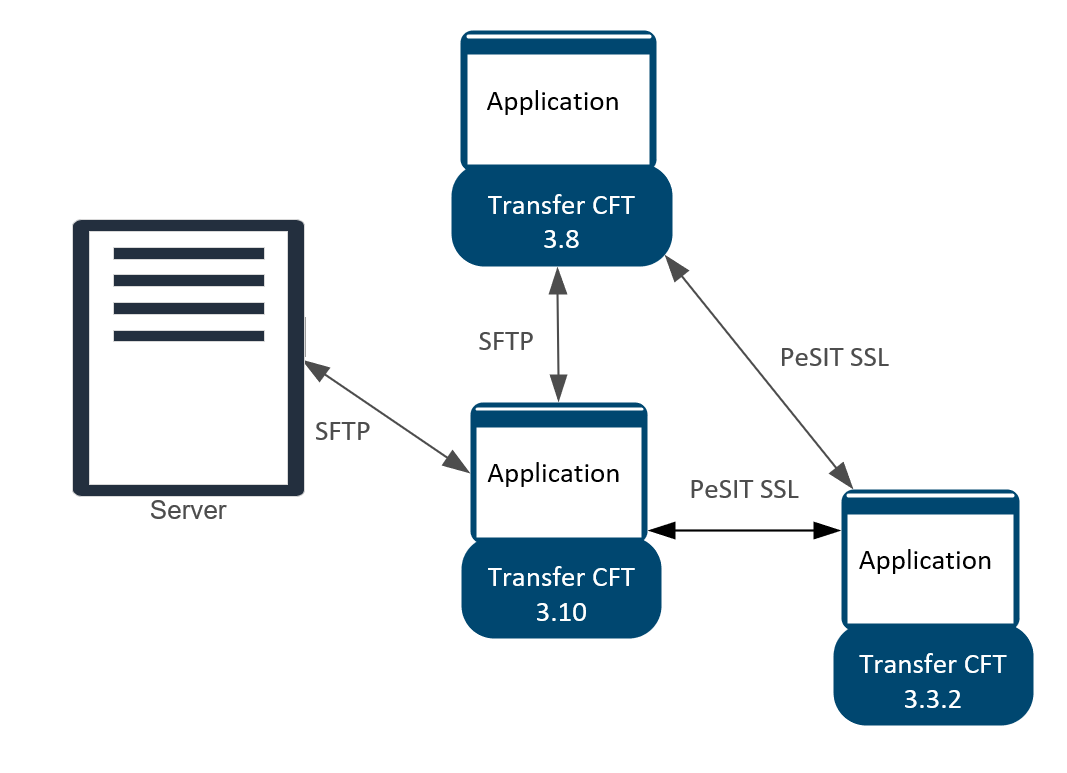 Application
Transfer CFT
3.8
SFTP
PeSIT SSL
SFTP
Server
Application
Transfer CFT
3.10
PeSIT SSL
Application
Transfer CFT
3.3.2